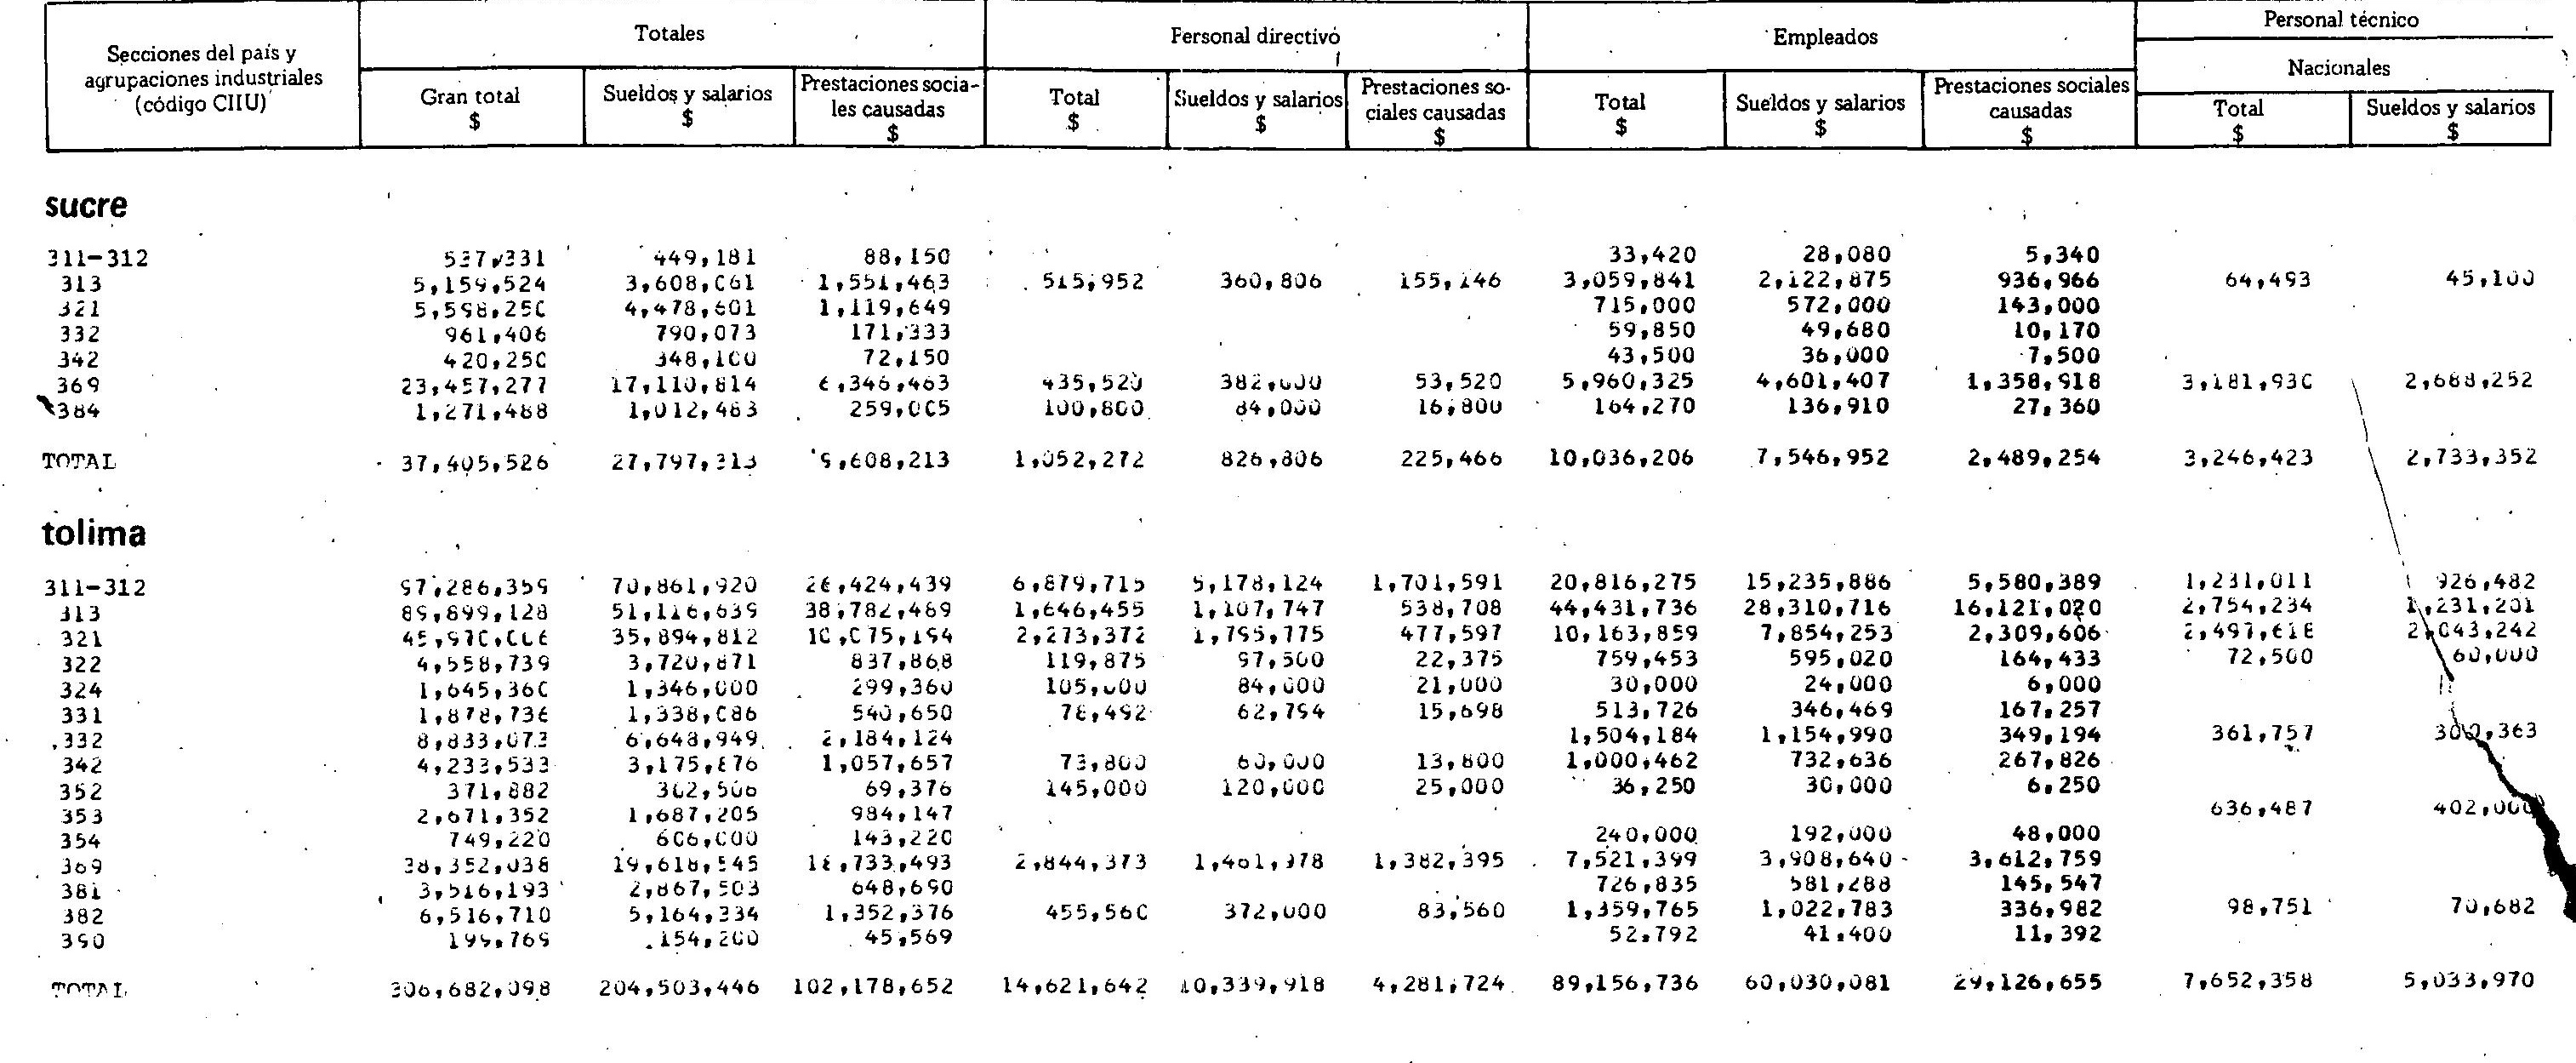 Secciones del país y agrupaciones industriales (código CIIU)
Totales
Personal directivo
Empleados
Personal técnico
Nacionales
Gran total $
Sueldos y salarios $
Prestaciones sociales causadas $
Total $
Sueldos y salarios $
Prestaciones sociales causadas $
Total $
Sueldos y salarios $
Prestaciones sociales causadas $
Total $
Sueldos y salarios $
sucre
311-312 537,331 449,181 88,150 33,420 28,080 5,340
313 5,159,524 3,608,061 1,551,463 515,952 360,806 155,146 3,059,841 2,122,875 936,966 64,493 45,100
321 5,598,250 4,478,601 1,119,649 715,000 572,000 143,000
332 961,406 790,073 171,333 59,850 49,680 10,170
342 420,250 348,100 72,150 43,500 36,000 7,500
369 23,457,277 17,110,814 6,346,463 435,520 382,000 53,520 5,960,325 4,601,407 1,358,918 3,181,930 2,688,252
384 1,271,488 1,012,483 259,005 100,800 84,000 16,800 164,270 136,910 27,360
TOTAL 37,405,526 27,797,313 9,608,213 1,052,272 826,806 225,466 10,036,206 7,546,952 2,489,254 3,246,423 2,733,352
tolima
311-312 97,286,359 70,861,920 26,424,439 6,879,715 5,178,124 1,701,591 20,816,275 15,235,886 5,580,389 1,231,011 926,482
313 89,899,128 51,116,639 38,782,489 1,646,455 1,107,747 538,708 44,431,736 28,310,716 16,121,020 2,754,234 1,231,201
321 45,970,006 35,894,812 10,075,194 2,273,372 1,795,775 477,597 10,163,859 7,854,253 2,309,606 2,497,618 2,043,242
322 4,558,739 3,720,871 837,868 119,875 97,500 22,375 759,453 595,020 164,433 72,500 60,000
324 1,645,360 1,346,000 299,360 105,000 84,000 21,000 30,000 24,000 6,000
331 1,878,736 1,338,086 540,650 78,492 62,794 15,698 513,726 346,469 167,257
332 8,833,073 6,648,949 2,184,124 1,504,184 1,154,990 349,194 361,757 300,363
342 4,233,533 3,175,876 1,057,657 73,800 60,000 13,800 1,000,462 732,636 267,826
352 371,882 302,506 69,376 145,000 120,000 25,000 36,250 30,000 6,250
353 2,671,352 1,687,205 984,147 636,487 402,000
354 749,220 606,000 143,220 240,000 192,000 48,000
369 38,352,038 19,618,545 18,733,493 2,844,373 1,461,978 1,382,395 7,521,399 3,908,640 3,612,759
381 3,516,193 2,867,503 648,690 726,835 581,288 145,547
382 6,516,710 5,164,334 1,352,376 455,560 372,000 83,560 1,359,765 1,022,783 336,982 98,751 70,682
390 199,769 154,200 45,569 52,792 41,400 11,392
TOTAL 306,682,098 204,503,446 102,178,652 14,621,642 10,339,918 4,281,724 89,156,736 60,030,081 29,126,655 7,652,358 5,033,970